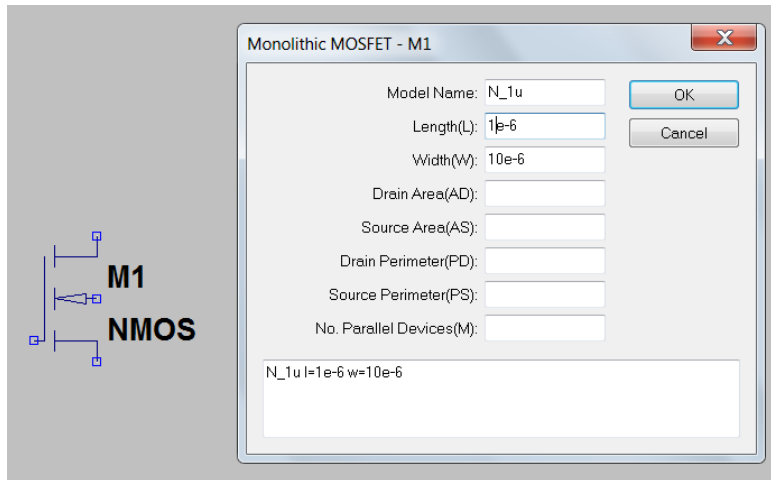 Monolithic MOSFET - M1
Model Name: N_1u
OK
Length(L): 1e-6
Cancel
Width(W): 10e-6
Drain Area(AD):
Source Area(AS):
Drain Perimeter(PD):
Source Perimeter(PS):
No. Parallel Devices(M):
N_1u l=1e-6 w=10e-6
M1
NMOS